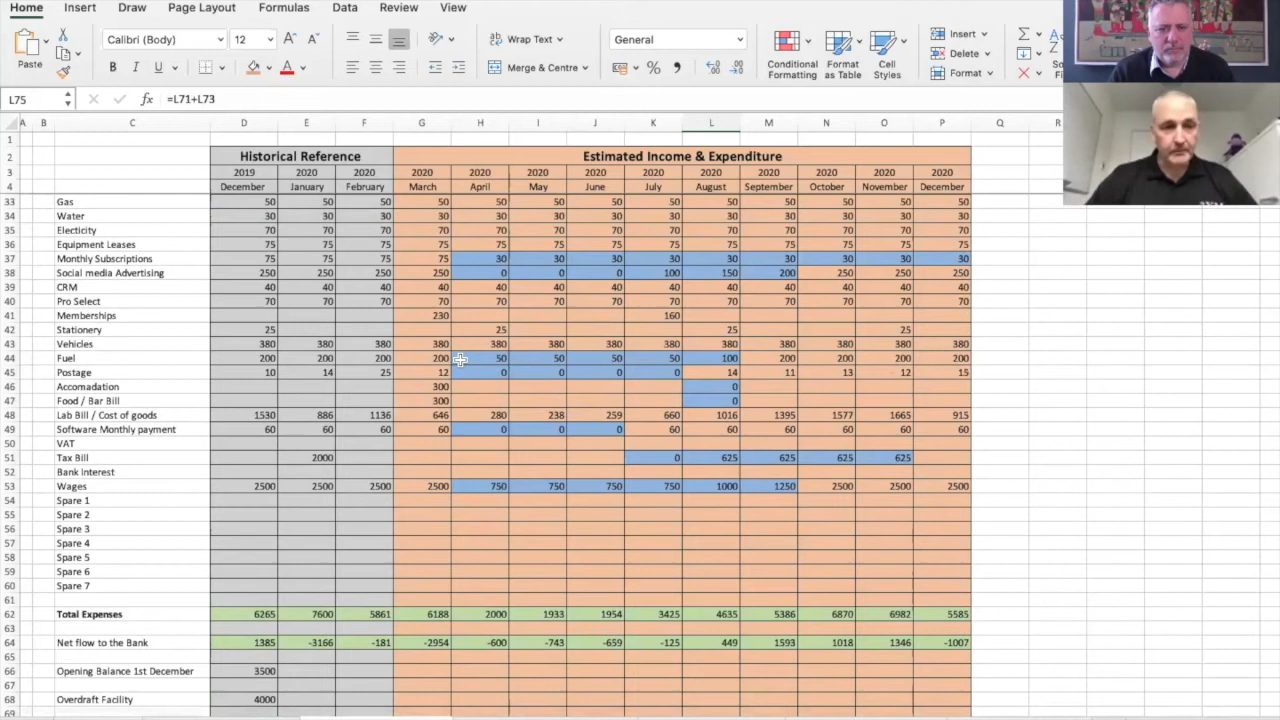 Home Insert Draw Page Layout Formulas Data Review View
Paste Calibri (Body) 12 A A Wrap Text General Insert
B I U A Merge & Centre % Conditional Formatting Format as Table Cell Styles Delete Format
L75 fx =L71+L73
A B C D E F G H I J K L M N O P Q R
1
2 Historical Reference Estimated Income & Expenditure
3 2019 2020 2020 2020 2020 2020 2020 2020 2020 2020 2020 2020 2020
4 December January February March April May June July August September October November December
33 Gas 50 50 50 50 50 50 50 50 50 50 50 50 50
34 Water 30 30 30 30 30 30 30 30 30 30 30 30 30
35 Electicity 70 70 70 70 70 70 70 70 70 70 70 70 70
36 Equipment Leases 75 75 75 75 75 75 75 75 75 75 75 75 75
37 Monthly Subscriptions 75 75 75 75 30 30 30 30 30 30 30 30 30
38 Social media Advertising 250 250 250 250 0 0 0 100 150 200 250 250 250
39 CRM 40 40 40 40 40 40 40 40 40 40 40 40 40
40 Pro Select 70 70 70 70 70 70 70 70 70 70 70 70 70
41 Memberships 230 160
42 Stationery 25 25 25 25
43 Vehicles 380 380 380 380 380 380 380 380 380 380 380 380 380
44 Fuel 200 200 200 200 50 50 50 50 100 200 200 200 200
45 Postage 10 14 25 12 0 0 0 0 14 11 13 12 15
46 Accomadation 300 0
47 Food / Bar Bill 300 0
48 Lab Bill / Cost of goods 1530 886 1136 646 280 238 259 660 1016 1395 1577 1665 915
49 Software Monthly payment 60 60 60 60 0 0 0 60 60 60 60 60 60
50 VAT
51 Tax Bill 2000 0 625 625 625 625
52 Bank Interest
53 Wages 2500 2500 2500 2500 750 750 750 750 1000 1250 2500 2500 2500
54 Spare 1
55 Spare 2
56 Spare 3
57 Spare 4
58 Spare 5
59 Spare 6
60 Spare 7
61
62 Total Expenses 6265 7600 5861 6188 2000 1933 1954 3425 4635 5386 6870 6982 5585
63
64 Net flow to the Bank 1385 -3166 -181 -2954 -600 -743 -659 -125 449 1593 1018 1346 -1007
65
66 Opening Balance 1st December 3500
67
68 Overdraft Facility 4000
69